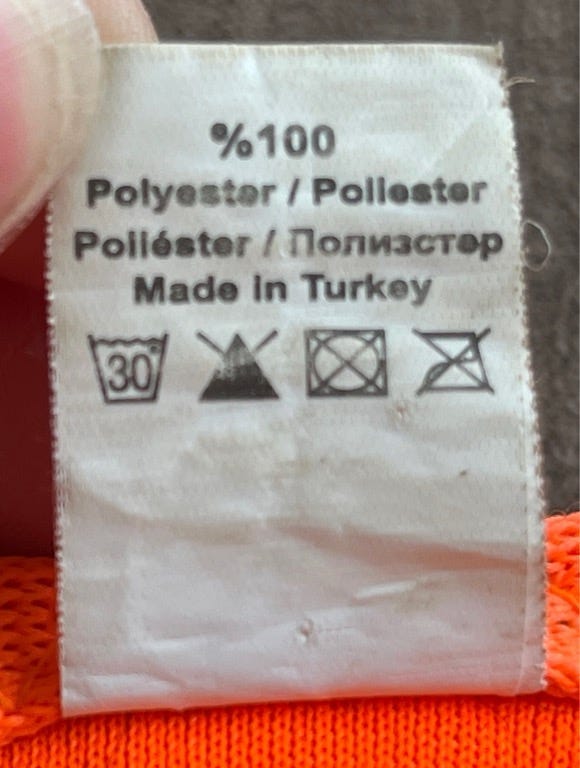 %100
Polyester / Poliester
Poliéster / Полиэстер
Made in Turkey
30°